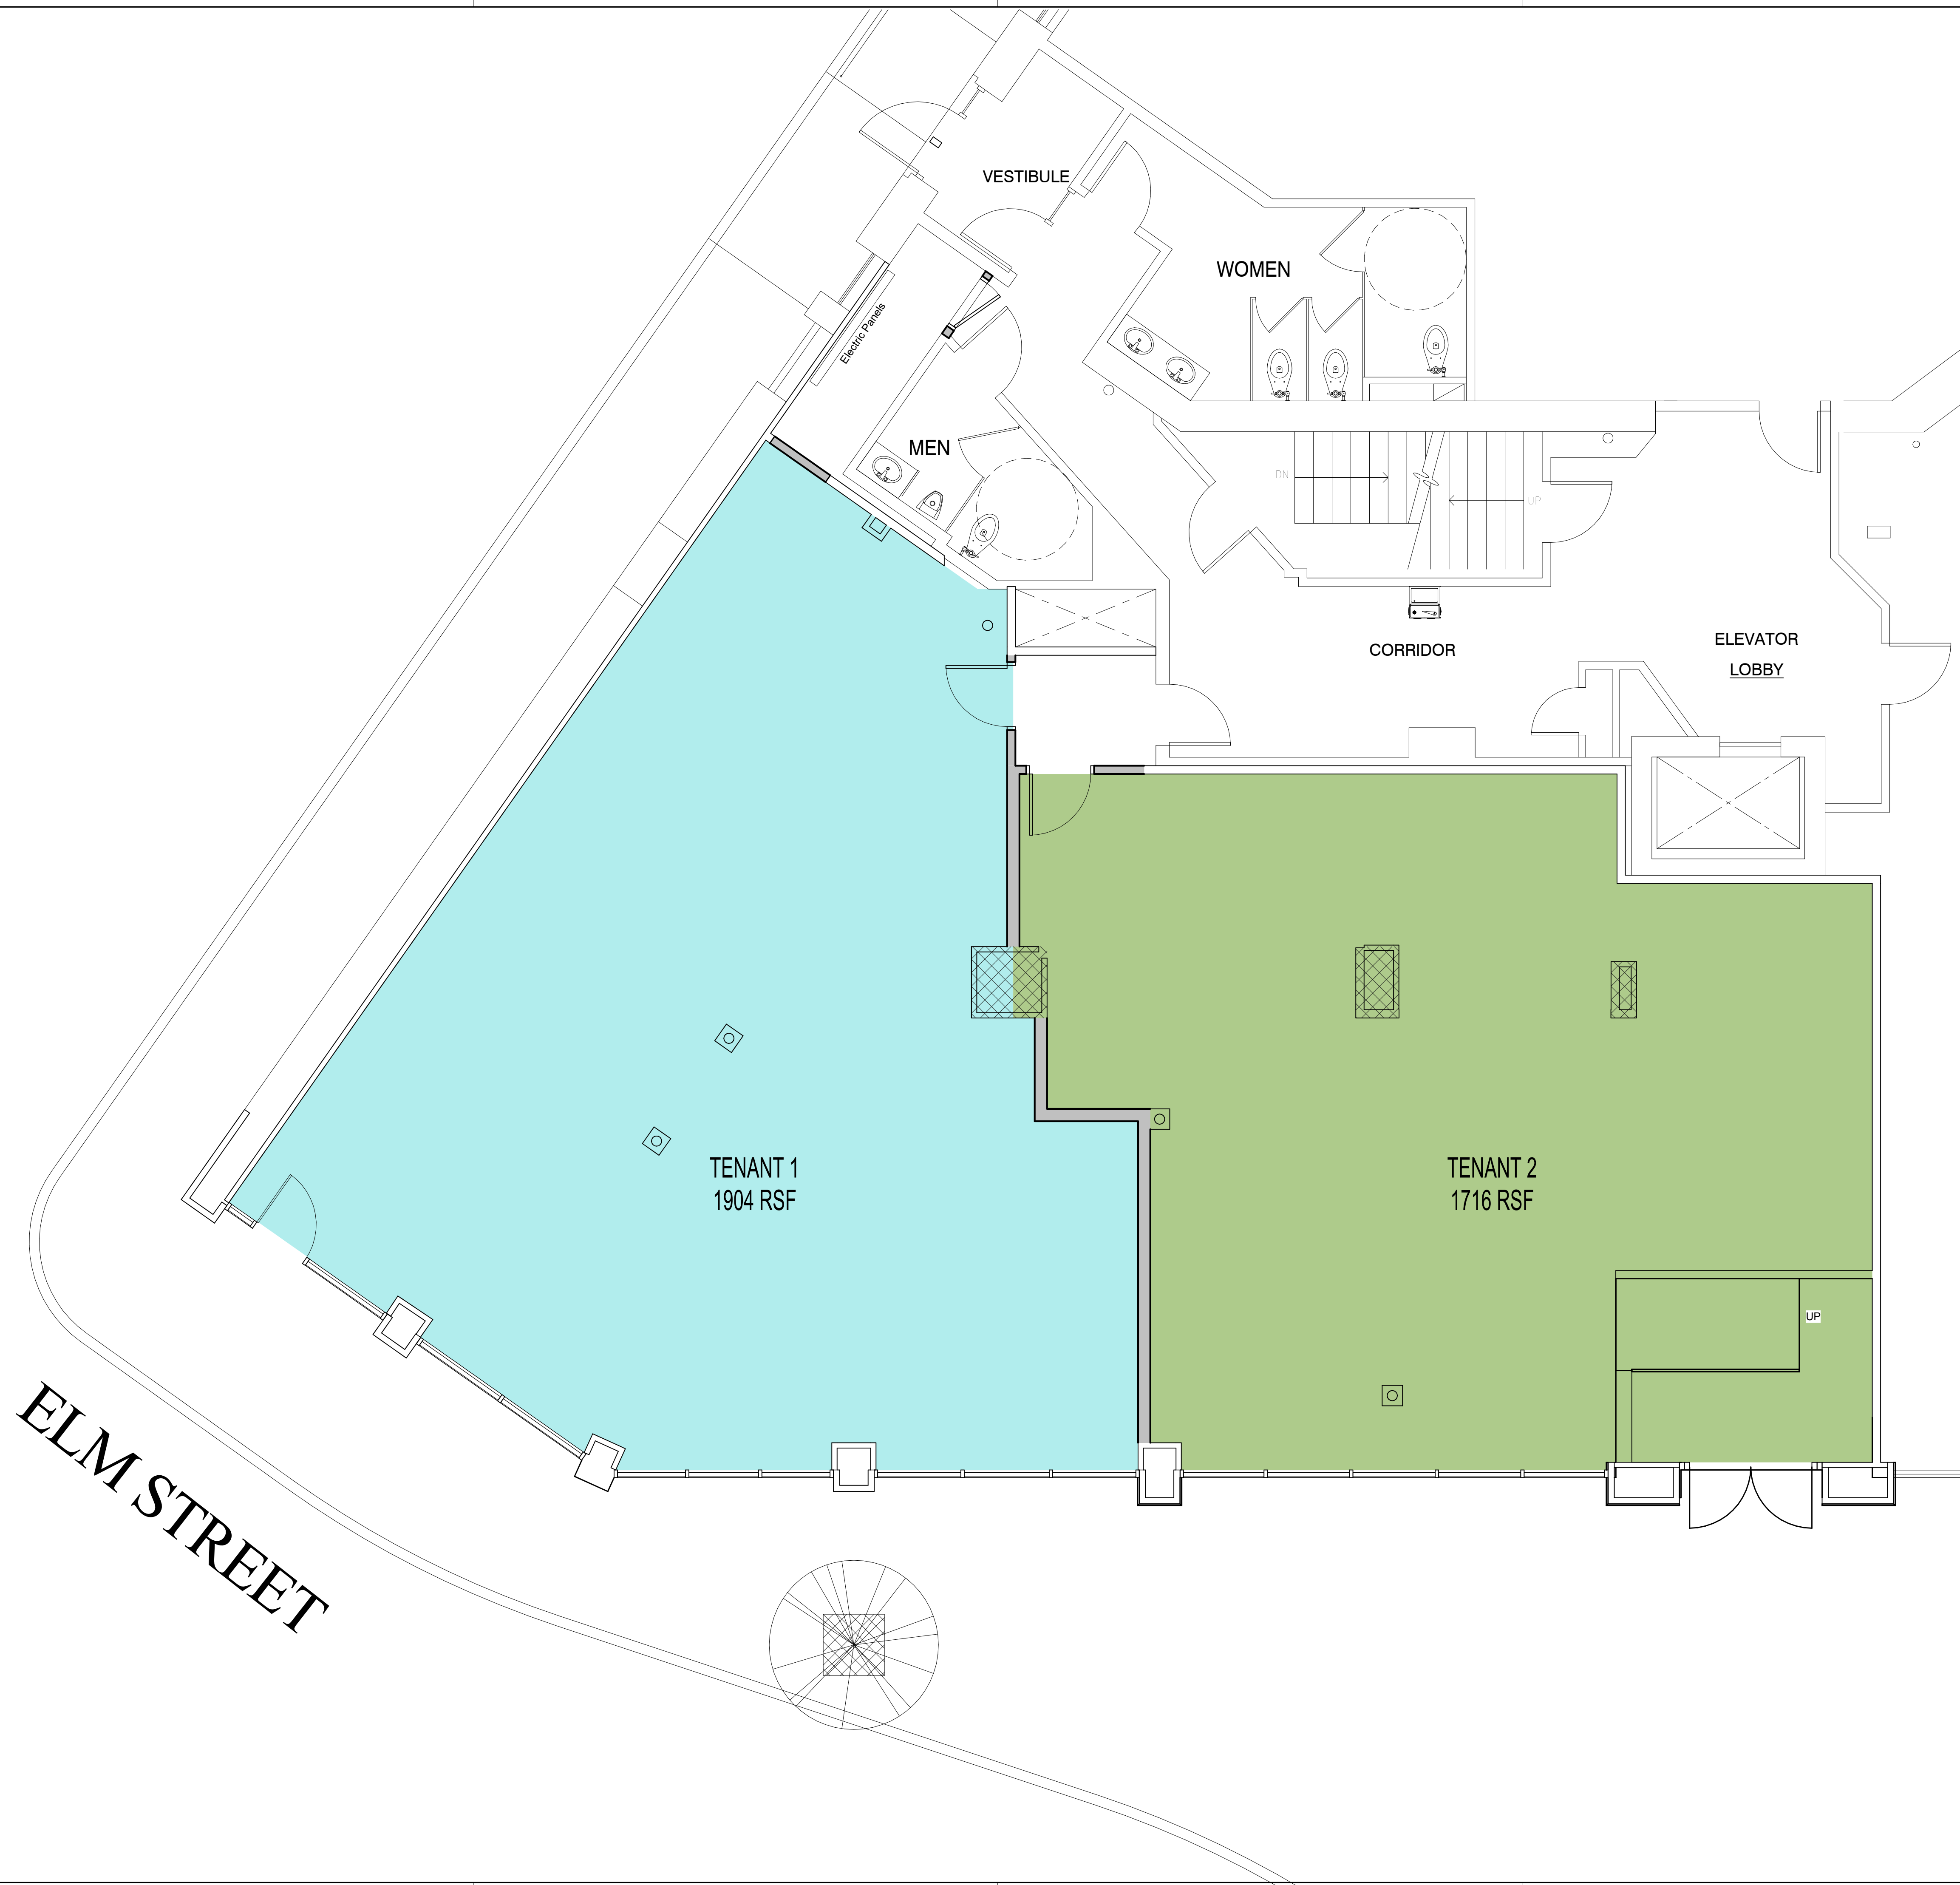 VESTIBULE
WOMEN
Electric Panels
MEN
DN
UP
ELEVATOR
LOBBY
CORRIDOR
TENANT 1
1904 RSF
TENANT 2
1716 RSF
UP
ELM STREET